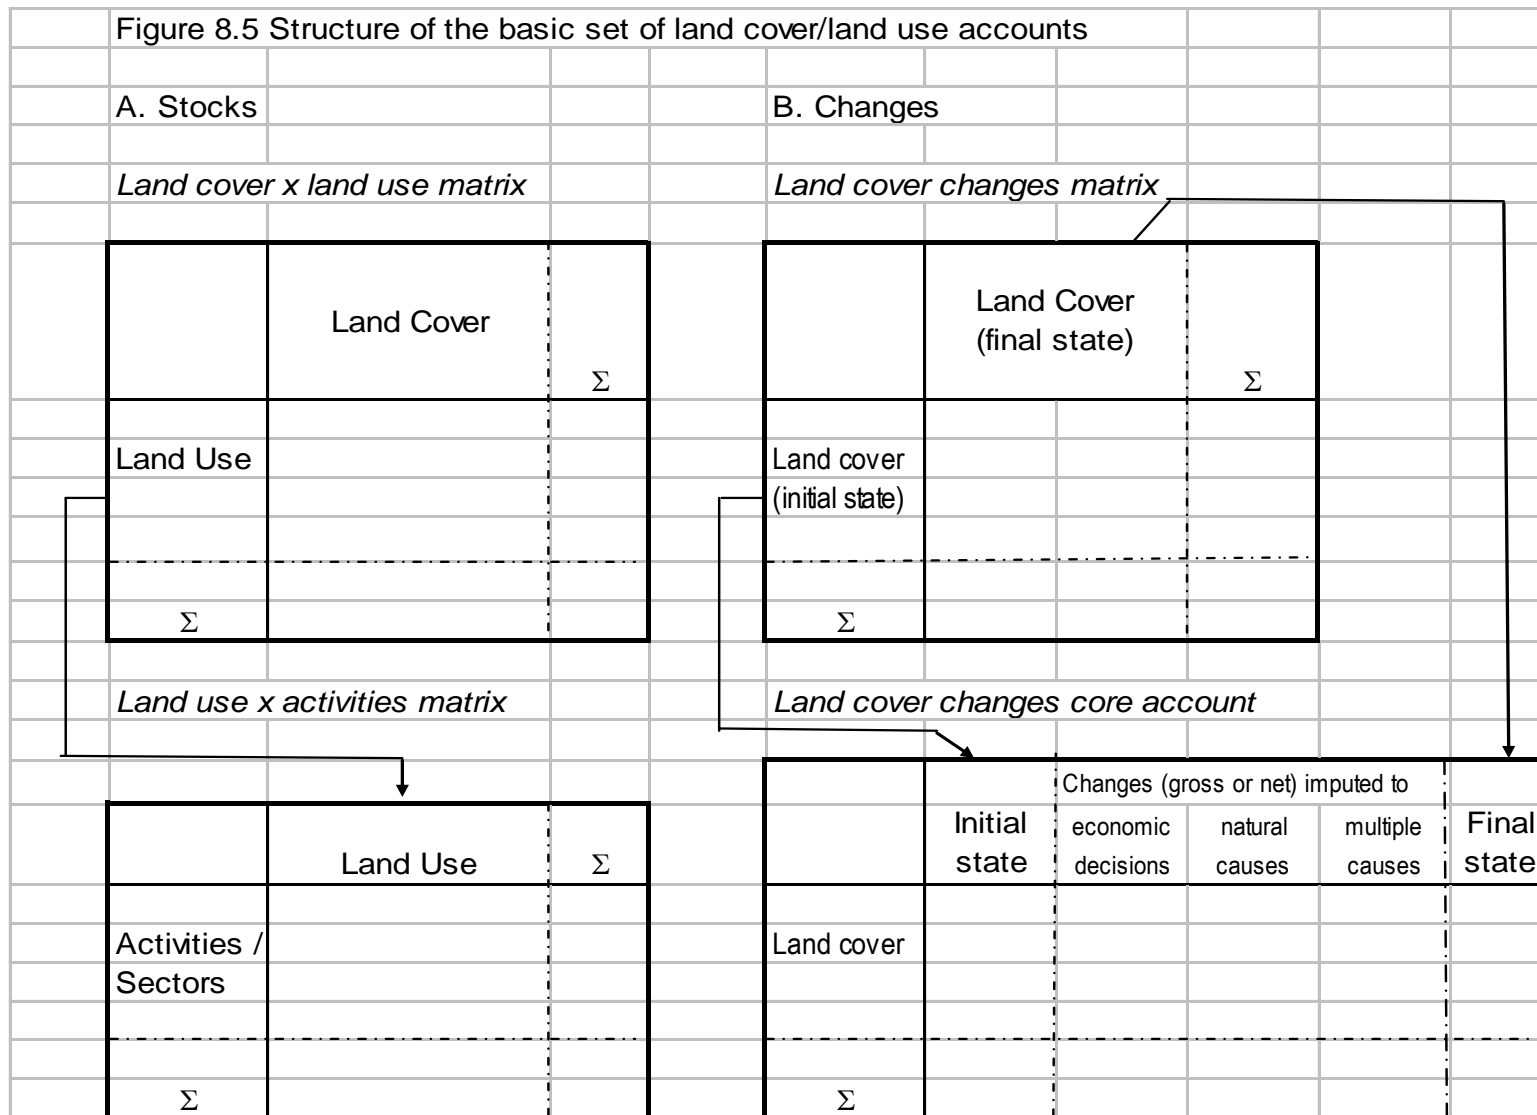 Figure 8.5 Structure of the basic set of land cover/land use accounts
A. Stocks
B. Changes
Land cover x land use matrix
Land cover changes matrix
Land Cover
Σ
Land Use
Σ
Land Cover
(final state)
Σ
Land cover
(initial state)
Σ
Land use x activities matrix
Land cover changes core account
Land Use
Σ
Activities /
Sectors
Σ
Changes (gross or net) imputed to
Initial
state
economic
decisions
natural
causes
multiple
causes
Final
state
Land cover
Σ